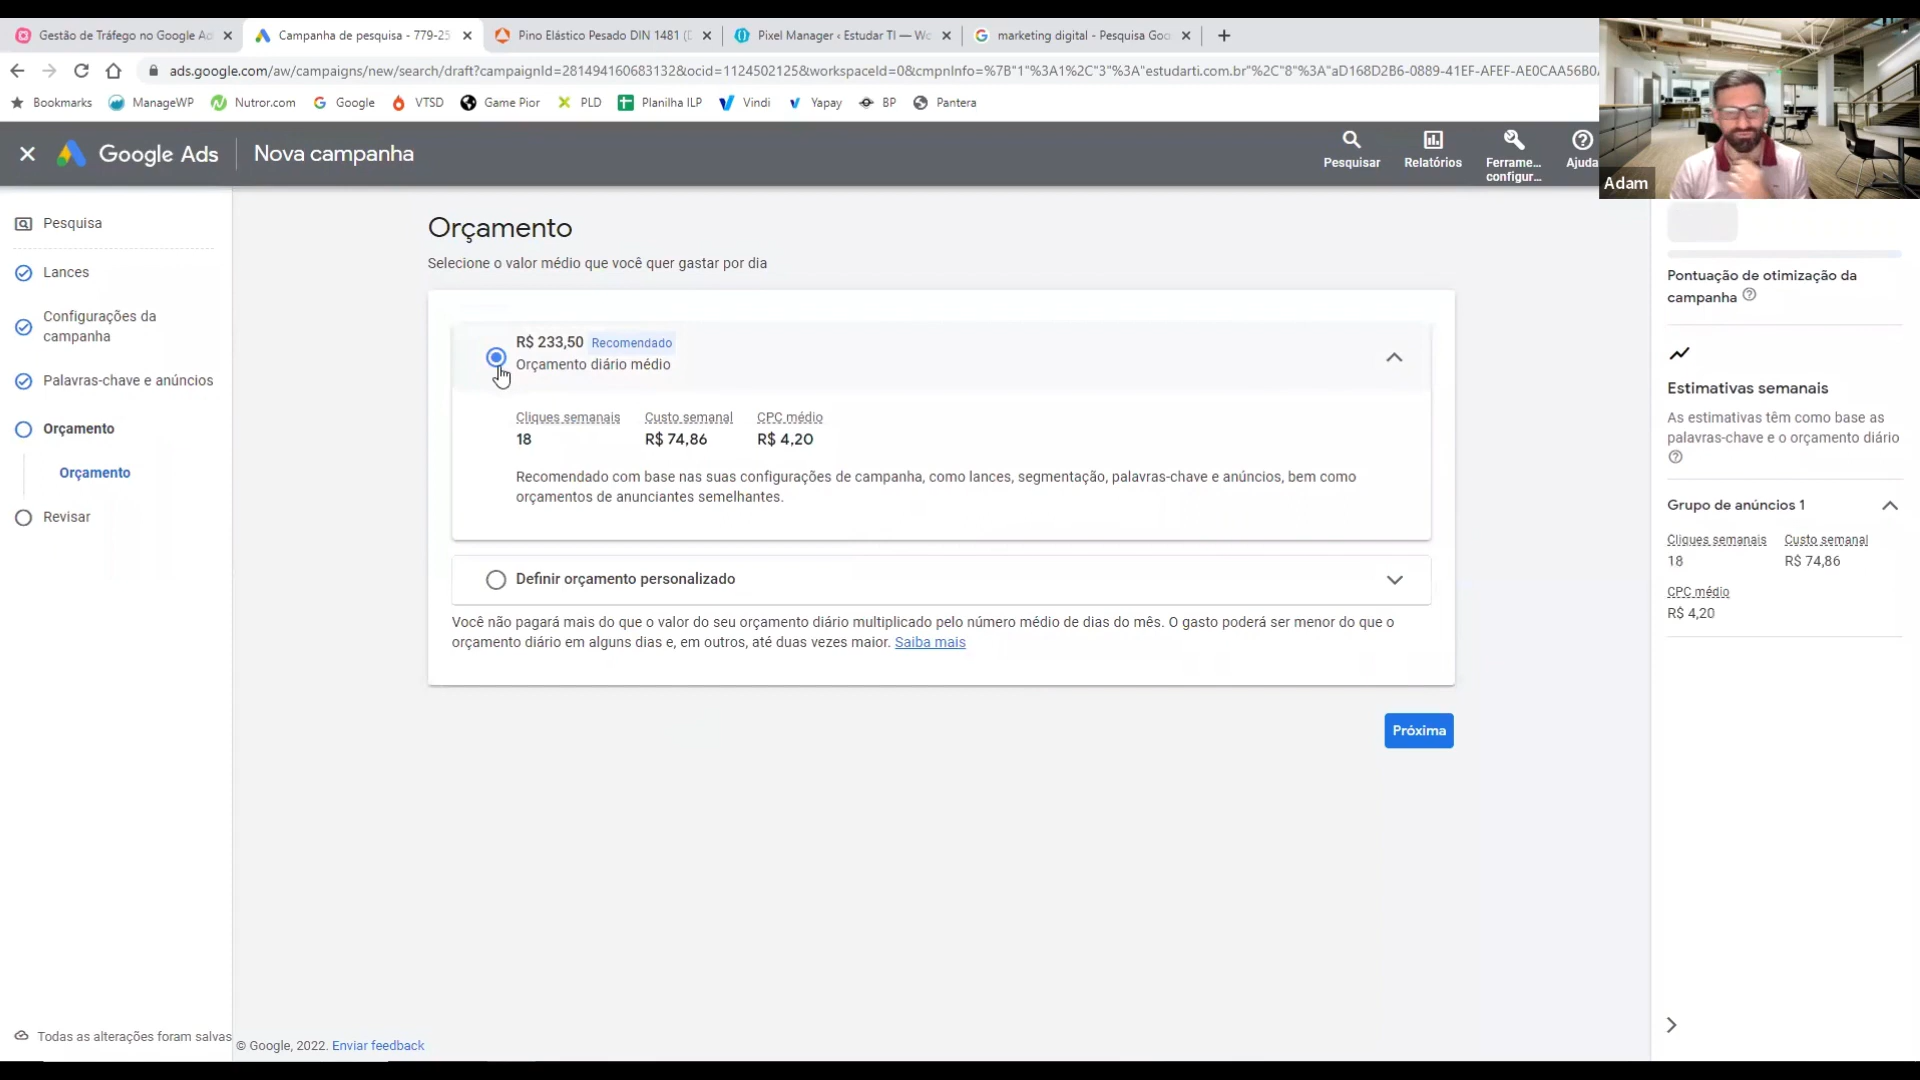 Gestão de Tráfego no Google Ad
Campanha de pesquisa - 779-25
Pino Elástico Pesado DIN 1481 (D
Pixel Manager ‹ Estudar TI — Wo
marketing digital - Pesquisa Goo
ads.google.com/aw/campaigns/new/search/draft?campaignId=281494160683132&ocid=1124502125&workspaceId=0&cmpnInfo=%7B"1"%3A1%2C"3"%3A"estudarti.com.br"%2C"8"%3A"aD168D2B6-0889-41EF-AFEF-AE0CAA56B0
Bookmarks
ManageWP
Nutror.com
Google
VTSD
Game Pior
PLD
Planilha ILP
Vindi
Yapay
BP
Pantera
Google Ads
Nova campanha
Pesquisar
Relatórios
Ferrame...
configur...
Ajuda
Adam
Pesquisa
Lances
Configurações da
campanha
Palavras-chave e anúncios
Orçamento
Orçamento
Revisar
Todas as alterações foram salvas
Orçamento
Selecione o valor médio que você quer gastar por dia
R$ 233,50 Recomendado
Orçamento diário médio
Cliques semanais Custo semanal CPC médio
18 R$ 74,86 R$ 4,20
Recomendado com base nas suas configurações de campanha, como lances, segmentação, palavras-chave e anúncios, bem como
orçamentos de anunciantes semelhantes.
Definir orçamento personalizado
Você não pagará mais do que o valor do seu orçamento diário multiplicado pelo número médio de dias do mês. O gasto poderá ser menor do que o
orçamento diário em alguns dias e, em outros, até duas vezes maior. Saiba mais
Próxima
© Google, 2022. Enviar feedback
Pontuação de otimização da
campanha
Estimativas semanais
As estimativas têm como base as
palavras-chave e o orçamento diário
Grupo de anúncios 1
Cliques semanais Custo semanal
18 R$ 74,86
CPC médio
R$ 4,20